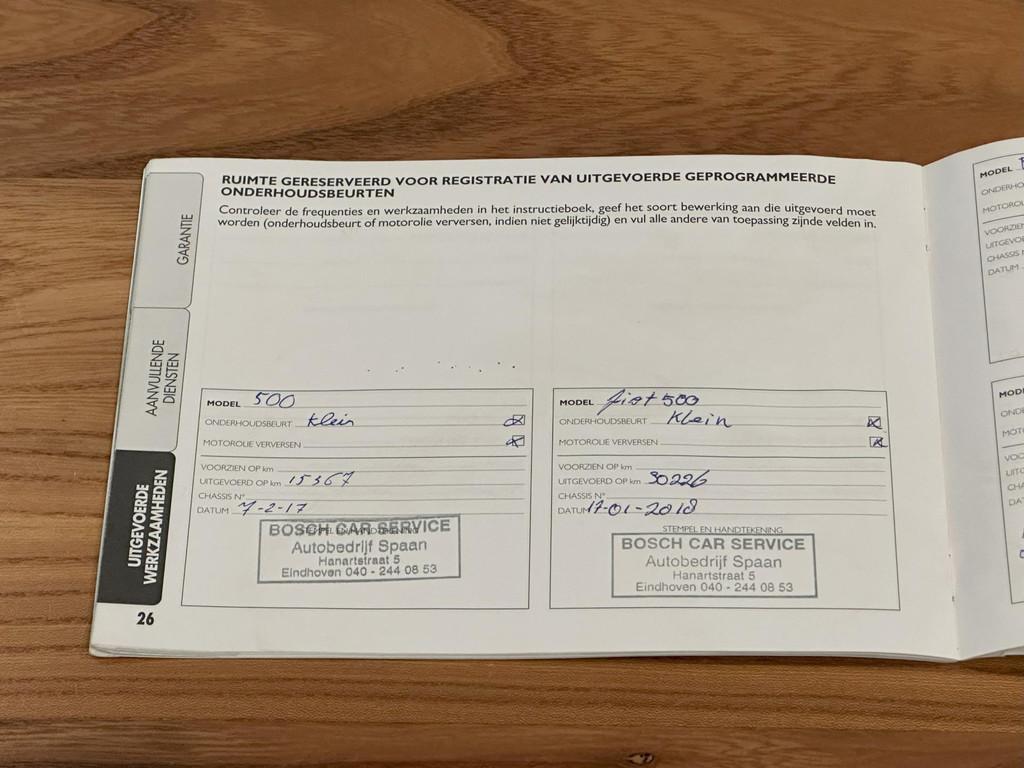 RUIMTE GERESERVEERD VOOR REGISTRATIE VAN UITGEVOERDE GEPROGRAMMEERDE
ONDERHOUDSBEURTEN
Controleer de frequenties en werkzaamheden in het instructieboek, geef het soort bewerking aan die uitgevoerd moet
worden (onderhoudsbeurt of motorolie verversen, indien niet gelijktijdig) en vul alle andere van toepassing zijnde velden in.
GARANTIE
AANVULLENDE
DIENSTEN
UITGEVOERDE
WERKZAAMHEDEN
26
MODEL 500
ONDERHOUDSBEURT Klein
MOTOROLIE VERVERSEN
VOORZIEN OP km
UITGEVOERD OP km 15367
CHASSIS N°
DATUM 7-2-17
STEMPEL EN HANDTEKENING
BOSCH CAR SERVICE
Autobedrijf Spaan
Hanartstraat 5
Eindhoven 040 - 244 08 53
MODEL fiat 500
ONDERHOUDSBEURT Klein
MOTOROLIE VERVERSEN
VOORZIEN OP km
UITGEVOERD OP km 30226
CHASSIS N°
DATUM 17-01-2018
STEMPEL EN HANDTEKENING
BOSCH CAR SERVICE
Autobedrijf Spaan
Hanartstraat 5
Eindhoven 040 - 244 08 53
MODEL
DATUM